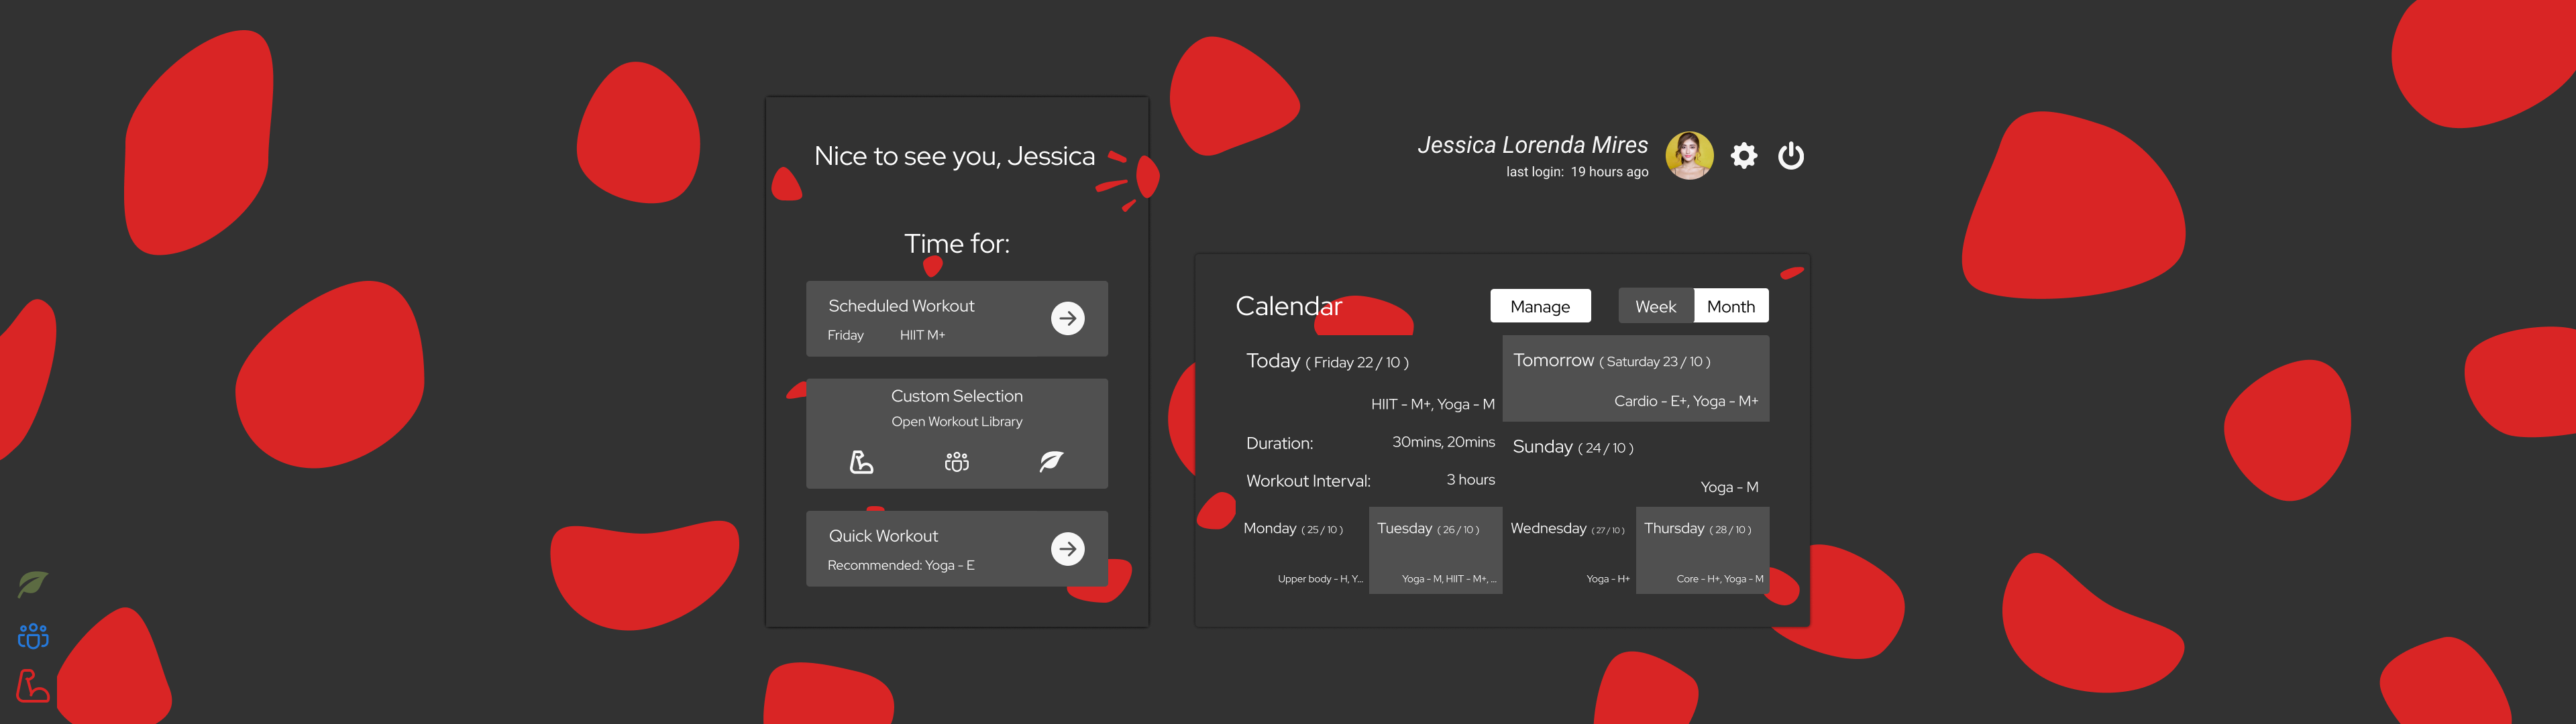 Nice to see you, Jessica
Time for:
Scheduled Workout
Friday HIIT M+
Custom Selection
Open Workout Library
Quick Workout
Recommended: Yoga - E
Jessica Lorenda Mires
last login: 19 hours ago
Calendar
Manage
Week Month
Today ( Friday 22 / 10 )
HIIT - M+, Yoga - M
Duration: 30mins, 20mins
Workout Interval: 3 hours
Tomorrow ( Saturday 23 / 10 )
Cardio - E+, Yoga - M+
Sunday ( 24 / 10 )
Yoga - M
Monday ( 25 / 10 )
Upper body - H, Y...
Tuesday ( 26 / 10 )
Yoga - M, HIIT - M+, ...
Wednesday ( 27 / 10 )
Yoga - H+
Thursday ( 28 / 10 )
Core - H+, Yoga - M